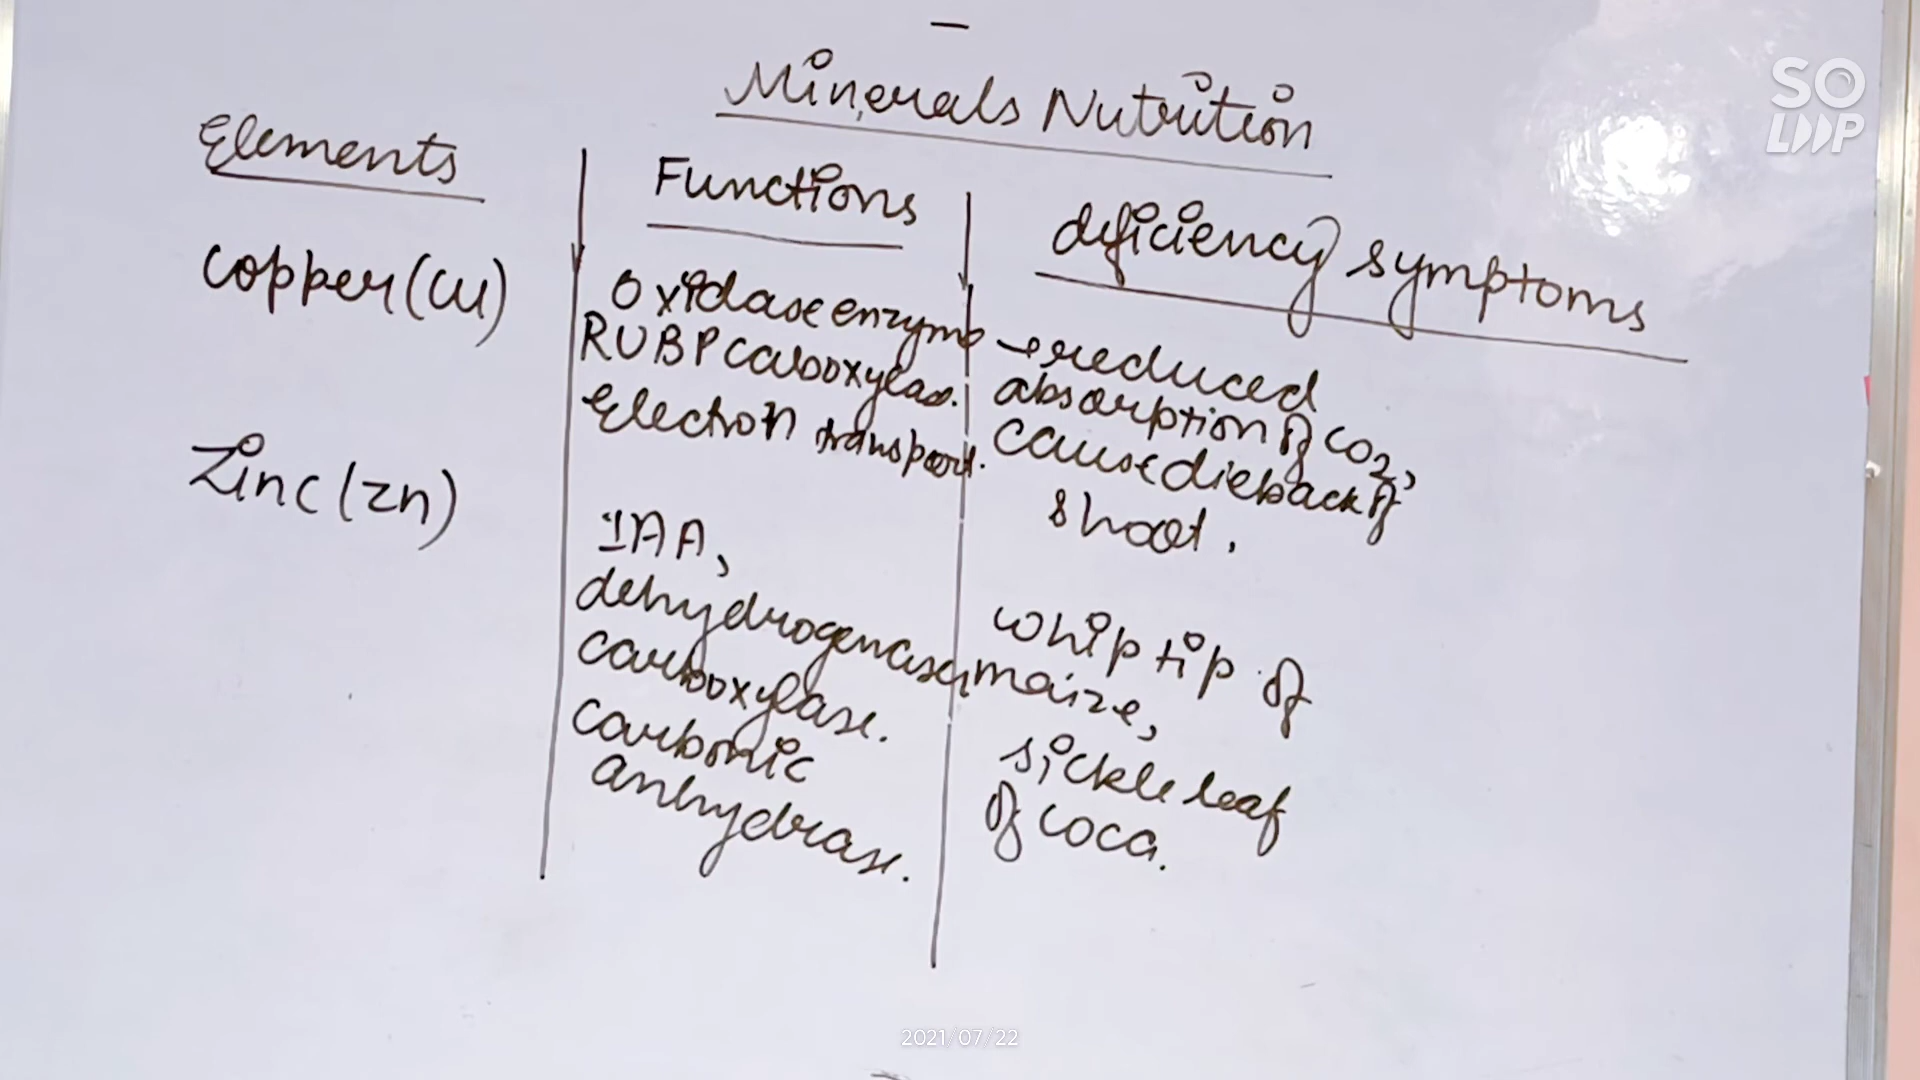 Minerals Nutrition
Elements
Functions
deficiency symptoms
Copper (Cu)
Oxidase enzyme
RUBP carboxylase.
Electron transport.
→ reduced
absorption of CO2,
cause dieback of
shoot.
Zinc (Zn)
IAA,
dehydrogenase,
carboxylase.
carbonic
anhydrase.
whip tip of
maize,
sickle leaf
of coca.
SO
LOOP
2021/07/22